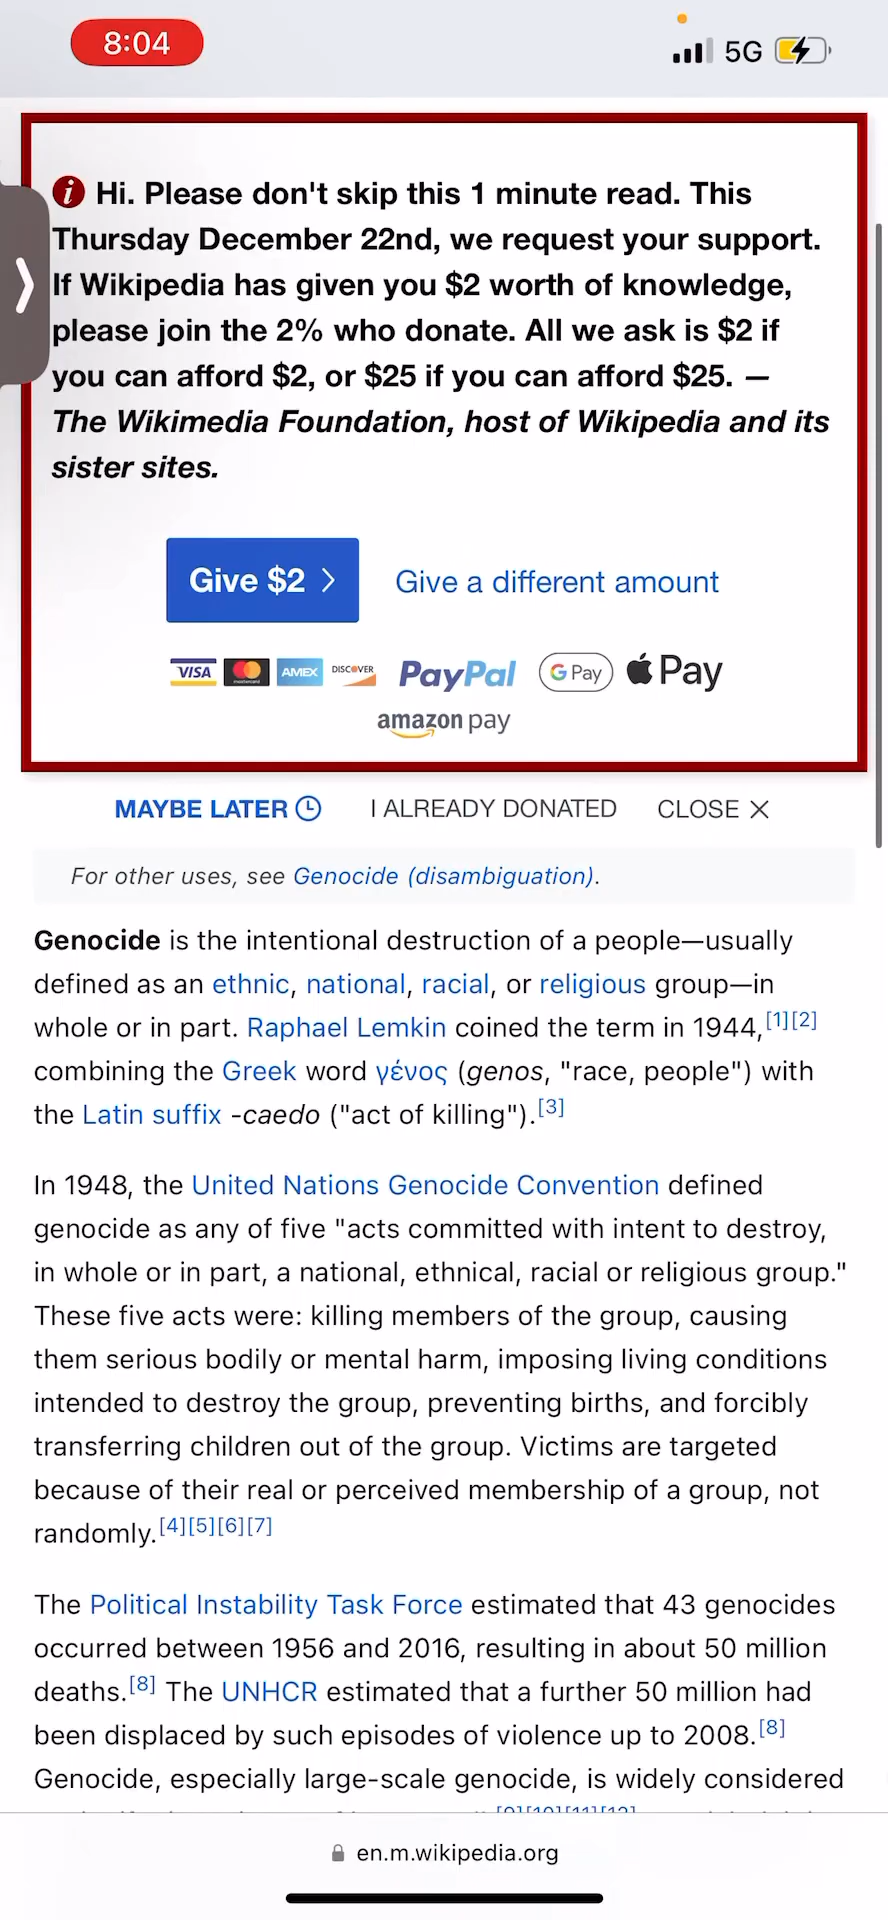 8:04
5G
Hi. Please don't skip this 1 minute read. This
Thursday December 22nd, we request your support.
If Wikipedia has given you $2 worth of knowledge,
please join the 2% who donate. All we ask is $2 if
you can afford $2, or $25 if you can afford $25. —
The Wikimedia Foundation, host of Wikipedia and its
sister sites.
Give $2 Give a different amount
VISA mastercard AMEX DISCOVER PayPal G Pay Pay
amazon pay
MAYBE LATER I ALREADY DONATED CLOSE
For other uses, see Genocide (disambiguation).
Genocide is the intentional destruction of a people—usually
defined as an ethnic, national, racial, or religious group—in
whole or in part. Raphael Lemkin coined the term in 1944,[1][2]
combining the Greek word γένος (genos, "race, people") with
the Latin suffix -caedo ("act of killing").[3]
In 1948, the United Nations Genocide Convention defined
genocide as any of five "acts committed with intent to destroy,
in whole or in part, a national, ethnical, racial or religious group."
These five acts were: killing members of the group, causing
them serious bodily or mental harm, imposing living conditions
intended to destroy the group, preventing births, and forcibly
transferring children out of the group. Victims are targeted
because of their real or perceived membership of a group, not
randomly.[4][5][6][7]
The Political Instability Task Force estimated that 43 genocides
occurred between 1956 and 2016, resulting in about 50 million
deaths.[8] The UNHCR estimated that a further 50 million had
been displaced by such episodes of violence up to 2008.[8]
Genocide, especially large-scale genocide, is widely considered
[9][10][11][12]
en.m.wikipedia.org